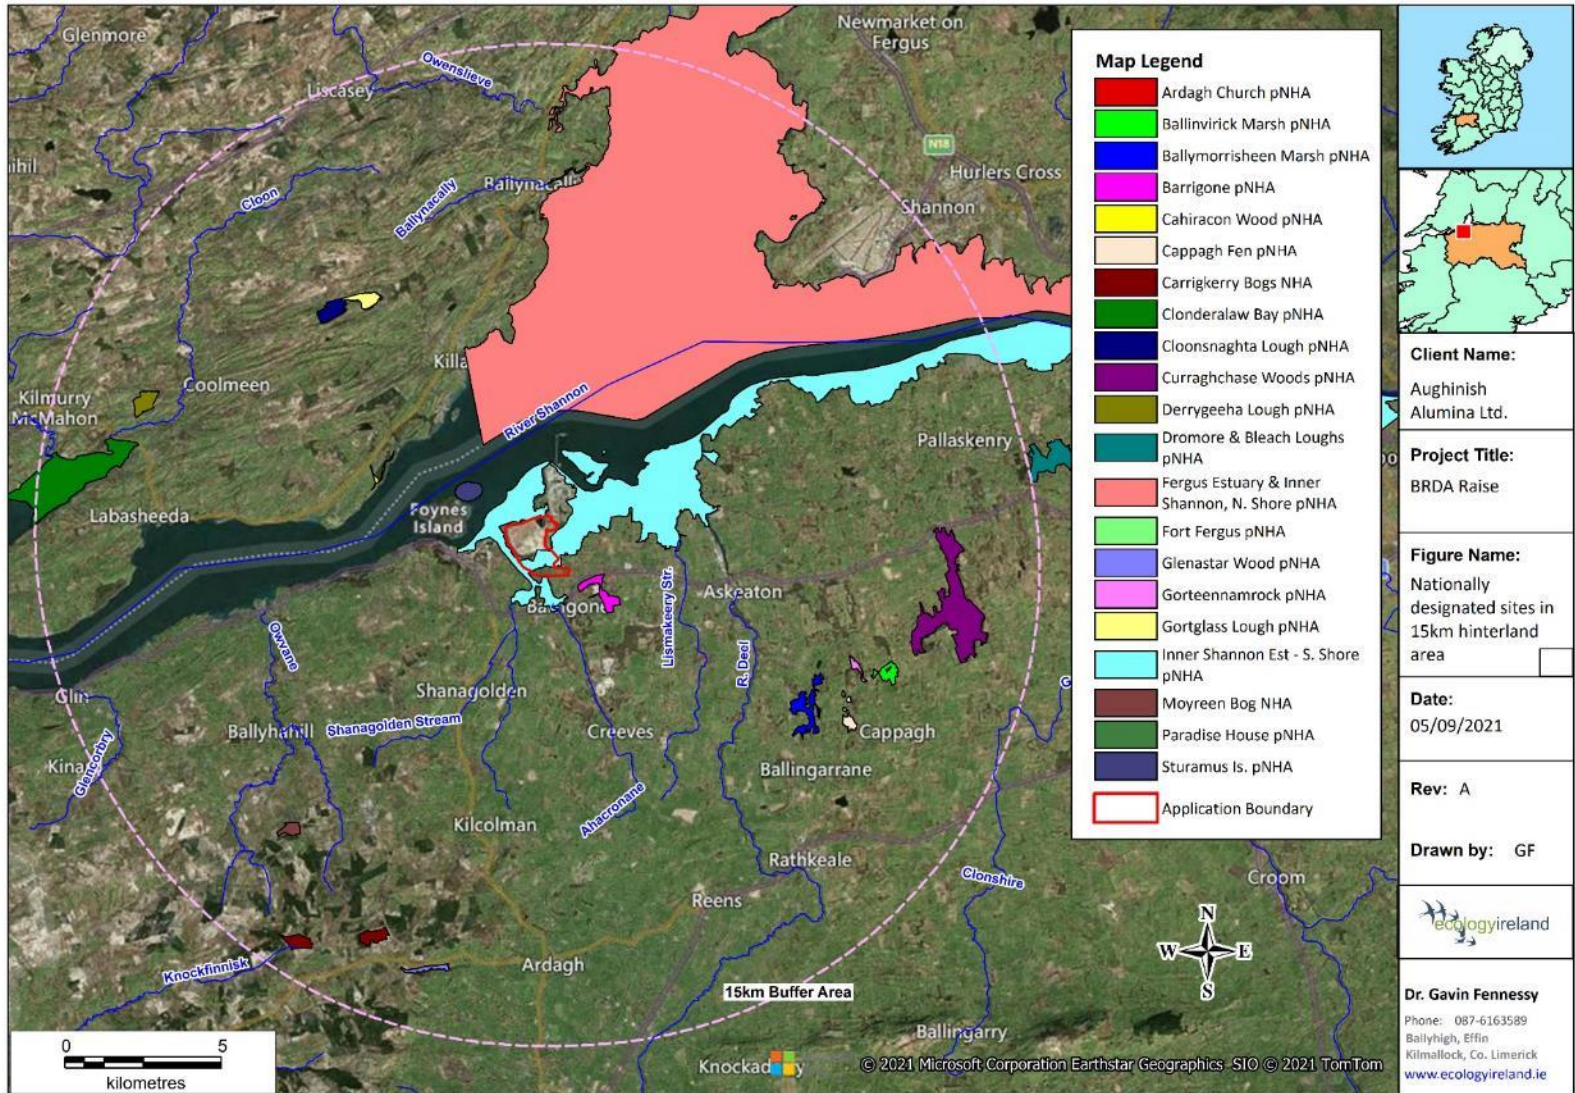 Glenmore
Newmarket on
Fergus
Owenslieve
Liscasey
N18
Hurlers Cross
Shannon
Cloon
Ballynacally
Ballynacally
Killa
River Shannon
Kilmurry
McMahon
Coolmeen
Labasheeda
Foynes
Island
Pallaskenry
Askeaton
Lismakeery Str.
R. Deel
Owvane
Glin
Shanagolden
Ballyhahill
Shanagolden Stream
Creeves
Cappagh
Glencorbry
Kina
Ballingarrane
Ahacronane
Kilcolman
Rathkeale
Clonshire
Croom
Reens
Knockfinnisk
Ardagh
15km Buffer Area
Ballingarry
N
W
E
S
0
5
kilometres
© 2021 Microsoft Corporation Earthstar Geographics SIO © 2021 TomTom
Map Legend
Ardagh Church pNHA
Ballinvirick Marsh pNHA
Ballymorrisheen Marsh pNHA
Barrigone pNHA
Cahiracon Wood pNHA
Cappagh Fen pNHA
Carrigkerry Bogs NHA
Clonderalaw Bay pNHA
Cloonsnaghta Lough pNHA
Curraghchase Woods pNHA
Derrygeeha Lough pNHA
Dromore & Bleach Loughs
pNHA
Fergus Estuary & Inner
Shannon, N. Shore pNHA
Fort Fergus pNHA
Glenastar Wood pNHA
Gorteennamrock pNHA
Gortglass Lough pNHA
Inner Shannon Est - S. Shore
pNHA
Moyreen Bog NHA
Paradise House pNHA
Sturamus Is. pNHA
Application Boundary
Client Name:
Aughinish
Alumina Ltd.
Project Title:
BRDA Raise
Figure Name:
Nationally
designated sites in
15km hinterland
area
Date:
05/09/2021
Rev: A
Drawn by: GF
ecologyireland
Dr. Gavin Fennessy
Phone: 087-6163589
Ballyhigh, Effin
Kilmallock, Co. Limerick
www.ecologyireland.ie